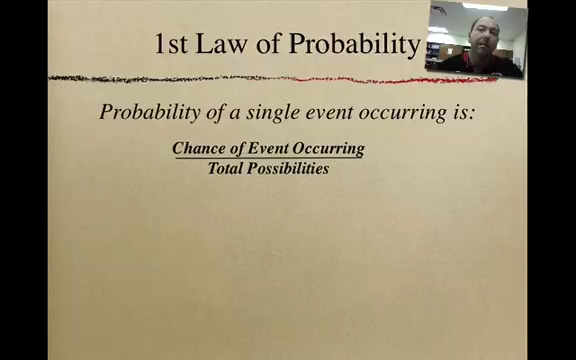 1st Law of Probability
Probability of a single event occurring is:
Chance of Event Occurring
Total Possibilities